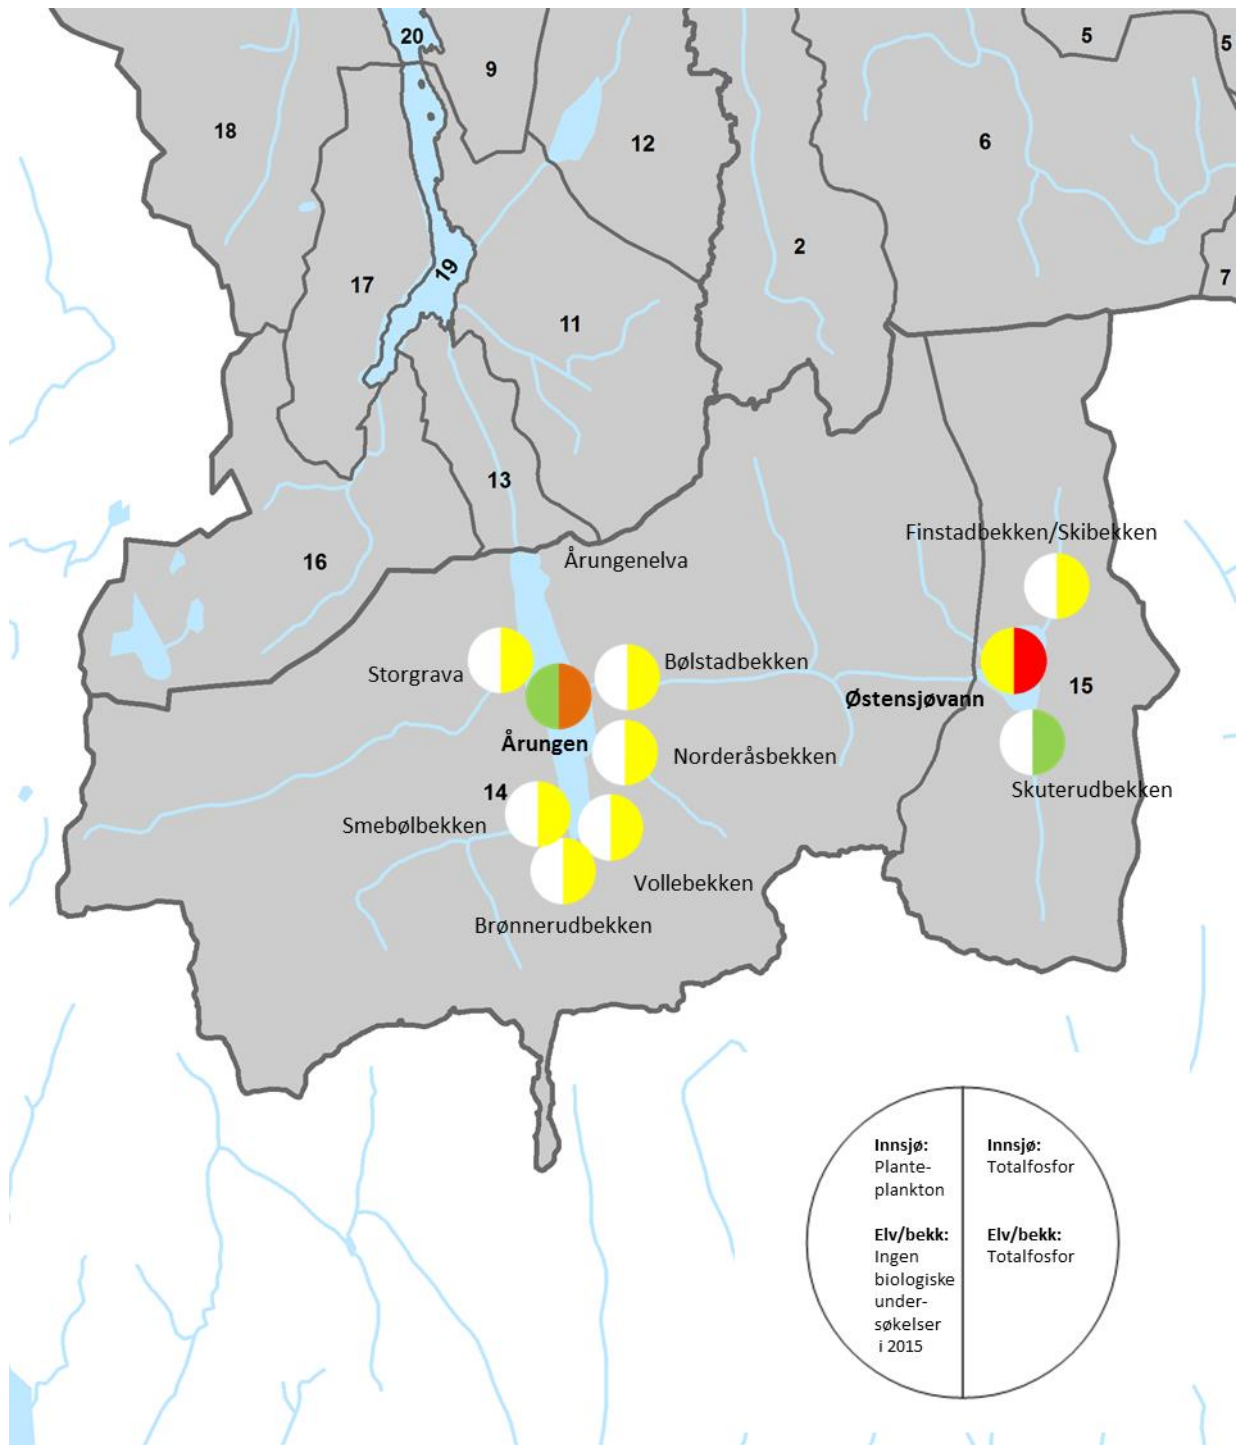 20
5
5
9
18
12
6
2
17
19
7
11
13
Finstadbekken/Skibekken
16
Årungenelva
Storgrava
Bølstadbekken
15
Østensjøvann
Årungen
Norderåsbekken
14
Skuterudbekken
Smebølbekken
Vollebekken
Brønnerudbekken
Innsjø:
Plante-
plankton
Elv/bekk:
Ingen
biologiske
under-
søkelser
i 2015
Innsjø:
Totalfosfor
Elv/bekk:
Totalfosfor